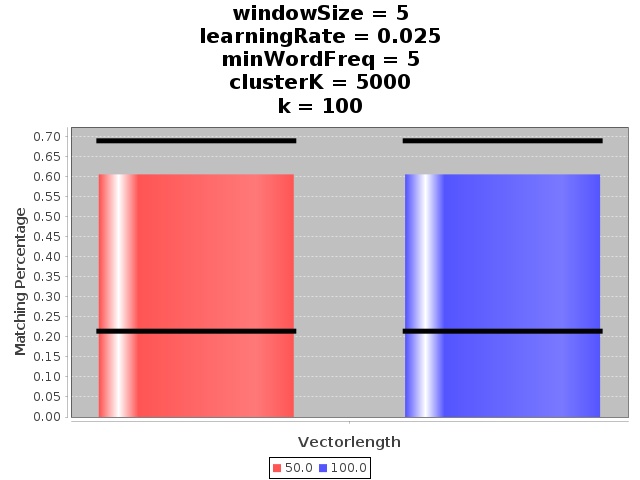 windowSize = 5
learningRate = 0.025
minWordFreq = 5
clusterK = 5000
k = 100
0.70
0.65
0.60
0.55
0.50
0.45
0.40
0.35
0.30
0.25
0.20
0.15
0.10
0.05
0.00
Matching Percentage
Vectorlength
50.0 100.0